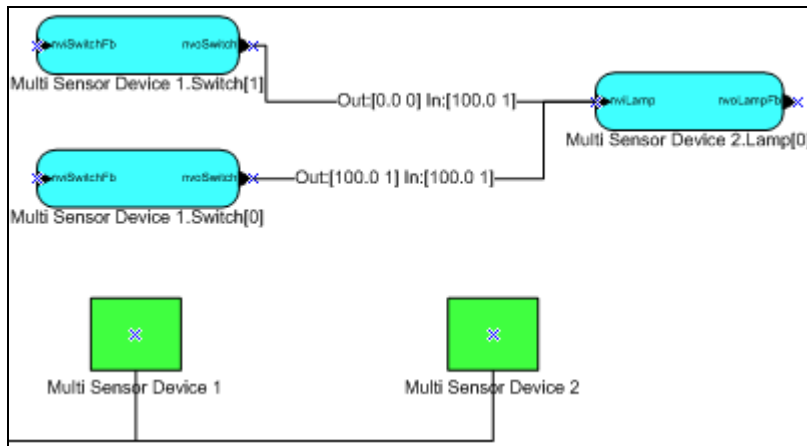 nviSwitchFb nvoSwitch
Multi Sensor Device 1.Switch[1]
Out:[0.0 0] In:[100.0 1]
nviLamp nvoLampFb
Multi Sensor Device 2.Lamp[0]
nviSwitchFb nvoSwitch
Out:[100.0 1] In:[100.0 1]
Multi Sensor Device 1.Switch[0]
Multi Sensor Device 1
Multi Sensor Device 2